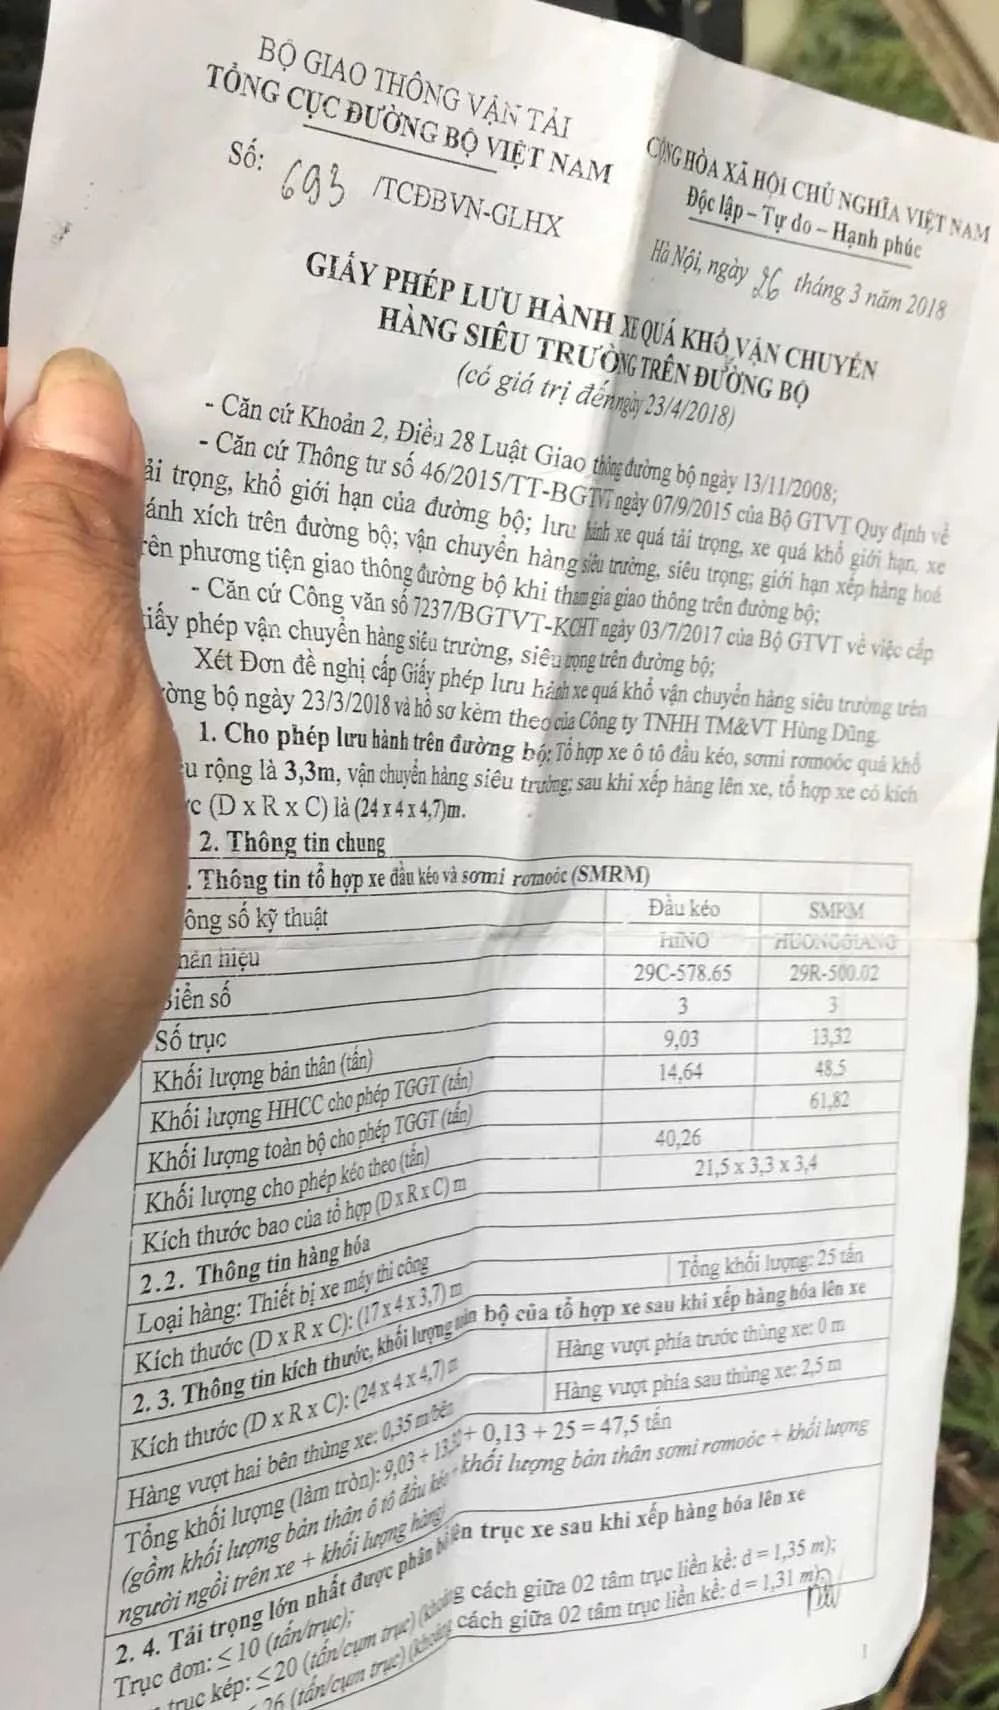 BỘ GIAO THÔNG VẬN TẢI
TỔNG CỤC ĐƯỜNG BỘ VIỆT NAM
Số: 693 /TCĐBVN-GLHX
CỘNG HÒA XÃ HỘI CHỦ NGHĨA VIỆT NAM
Độc lập – Tự do – Hạnh phúc
Hà Nội, ngày 26 tháng 3 năm 2018
GIẤY PHÉP LƯU HÀNH XE QUÁ KHỔ VẬN CHUYỂN
HÀNG SIÊU TRƯỜNG TRÊN ĐƯỜNG BỘ
(có giá trị đến ngày 23/4/2018)
- Căn cứ Khoản 2, Điều 28 Luật Giao thông đường bộ ngày 13/11/2008;
- Căn cứ Thông tư số 46/2015/TT-BGTVT ngày 07/9/2015 của Bộ GTVT Quy định về
ải trọng, khổ giới hạn của đường bộ; lưu hành xe quá tải trọng, xe quá khổ giới hạn, xe
ánh xích trên đường bộ; vận chuyển hàng siêu trường, siêu trọng; giới hạn xếp hàng hoá
rên phương tiện giao thông đường bộ khi tham gia giao thông trên đường bộ;
- Căn cứ Công văn số 7237/BGTVT-KCHT ngày 03/7/2017 của Bộ GTVT về việc cấp
iấy phép vận chuyển hàng siêu trường, siêu trọng trên đường bộ;
Xét Đơn đề nghị cấp Giấy phép lưu hành xe quá khổ vận chuyển hàng siêu trường trên
ường bộ ngày 23/3/2018 và hồ sơ kèm theo của Công ty TNHH TM&VT Hùng Dũng.
1. Cho phép lưu hành trên đường bộ: Tổ hợp xe ô tô đầu kéo, sơmi rơmoóc quá khổ
u rộng là 3,3m, vận chuyển hàng siêu trường; sau khi xếp hàng lên xe, tổ hợp xe có kích
c (D x R x C) là (24 x 4 x 4,7)m.
2. Thông tin chung
. Thông tin tổ hợp xe đầu kéo và sơmi rơmoóc (SMRM)
ông số kỹ thuật Đầu kéo SMRM
hãn hiệu HINO HUONGGIANG
Biển số 29C-578.65 29R-500.02
Số trục 3 3
Khối lượng bản thân (tấn) 9,03 13,32
Khối lượng HHCC cho phép TGGT (tấn) 14,64 48,5
Khối lượng toàn bộ cho phép TGGT (tấn) 61,82
Khối lượng cho phép kéo theo (tấn) 40,26
Kích thước bao của tổ hợp (D x R x C) m 21,5 x 3,3 x 3,4
2.2. Thông tin hàng hóa
Loại hàng: Thiết bị xe máy thi công
Kích thước (D x R x C): (17 x 4 x 3,7) m Tổng khối lượng: 25 tấn
2. 3. Thông tin kích thước, khối lượng toàn bộ của tổ hợp xe sau khi xếp hàng hóa lên xe
Kích thước (D x R x C): (24 x 4 x 4,7) m Hàng vượt phía trước thùng xe: 0 m
Hàng vượt hai bên thùng xe: 0,35 m/bên Hàng vượt phía sau thùng xe: 2,5 m
Tổng khối lượng (làm tròn): 9,03 + 13,32 + 0,13 + 25 = 47,5 tấn
(gồm khối lượng bản thân ô tô đầu kéo + khối lượng bản thân sơmi rơmoóc + khối lượng
người ngồi trên xe + khối lượng hàng)
2. 4. Tải trọng lớn nhất được phân bổ lên trục xe sau khi xếp hàng hóa lên xe
Trục đơn: ≤ 10 (tấn/trục);
trục kép: ≤ 20 (tấn/cụm trục) (khoảng cách giữa 02 tâm trục liền kề: d = 1,35 m);
26 (tấn/cụm trục) (khoảng cách giữa 02 tâm trục liền kề: d = 1,31 m);
1